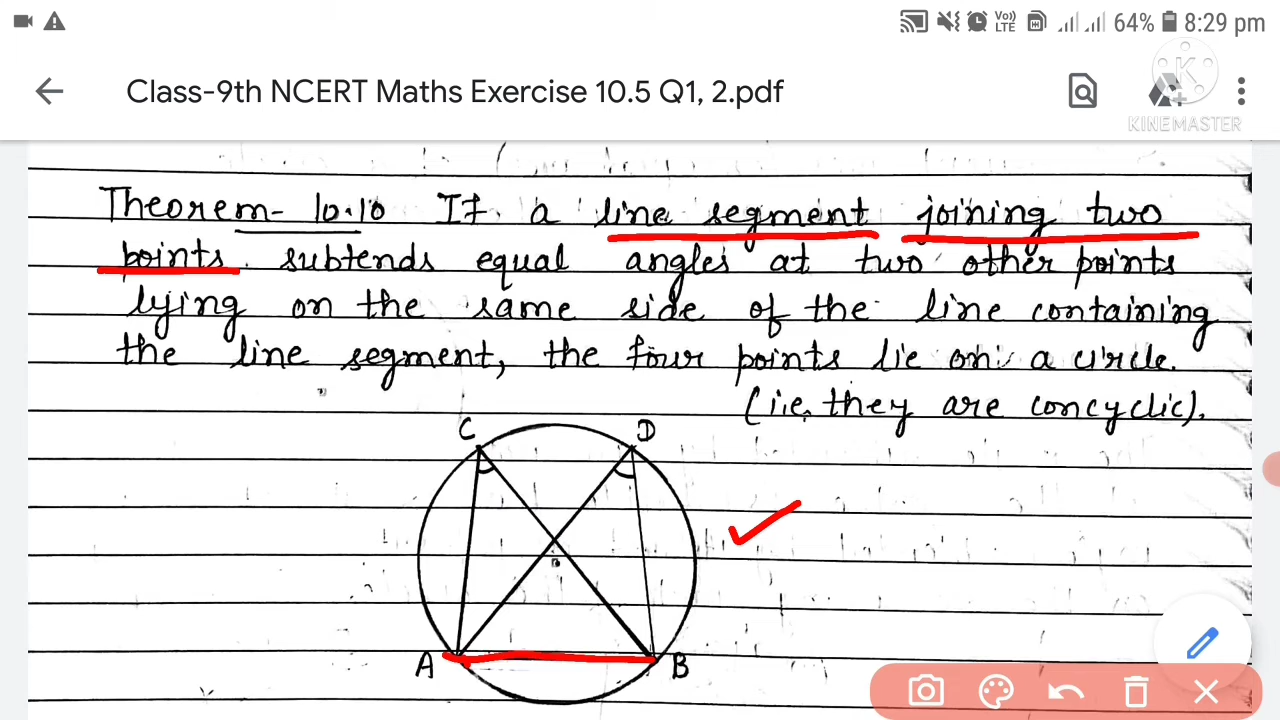 Vo)) LTE 64% 8:29 pm
Class-9th NCERT Maths Exercise 10.5 Q1, 2.pdf
K
KINEMASTER
Theorem- 10.10 If a line segment joining two
points subtends equal angles at two other points
lying on the same side of the line containing
the line segment, the four points lie on a circle.
(i.e, they are concyclic).
C D
A B